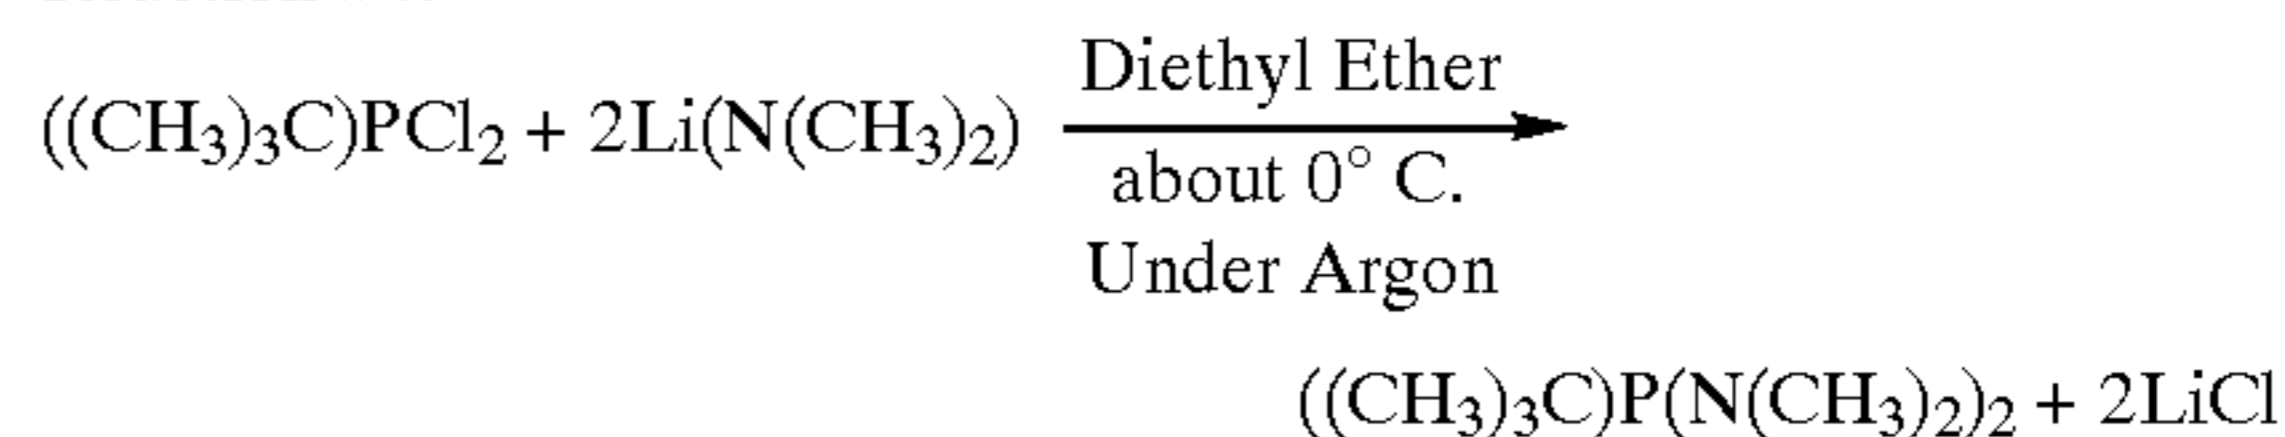 Diethyl Ether
((CH3)3C)PCl2 + 2Li(N(CH3)2)
about 0° C.
Under Argon
((CH3)3C)P(N(CH3)2)2 + 2LiCl